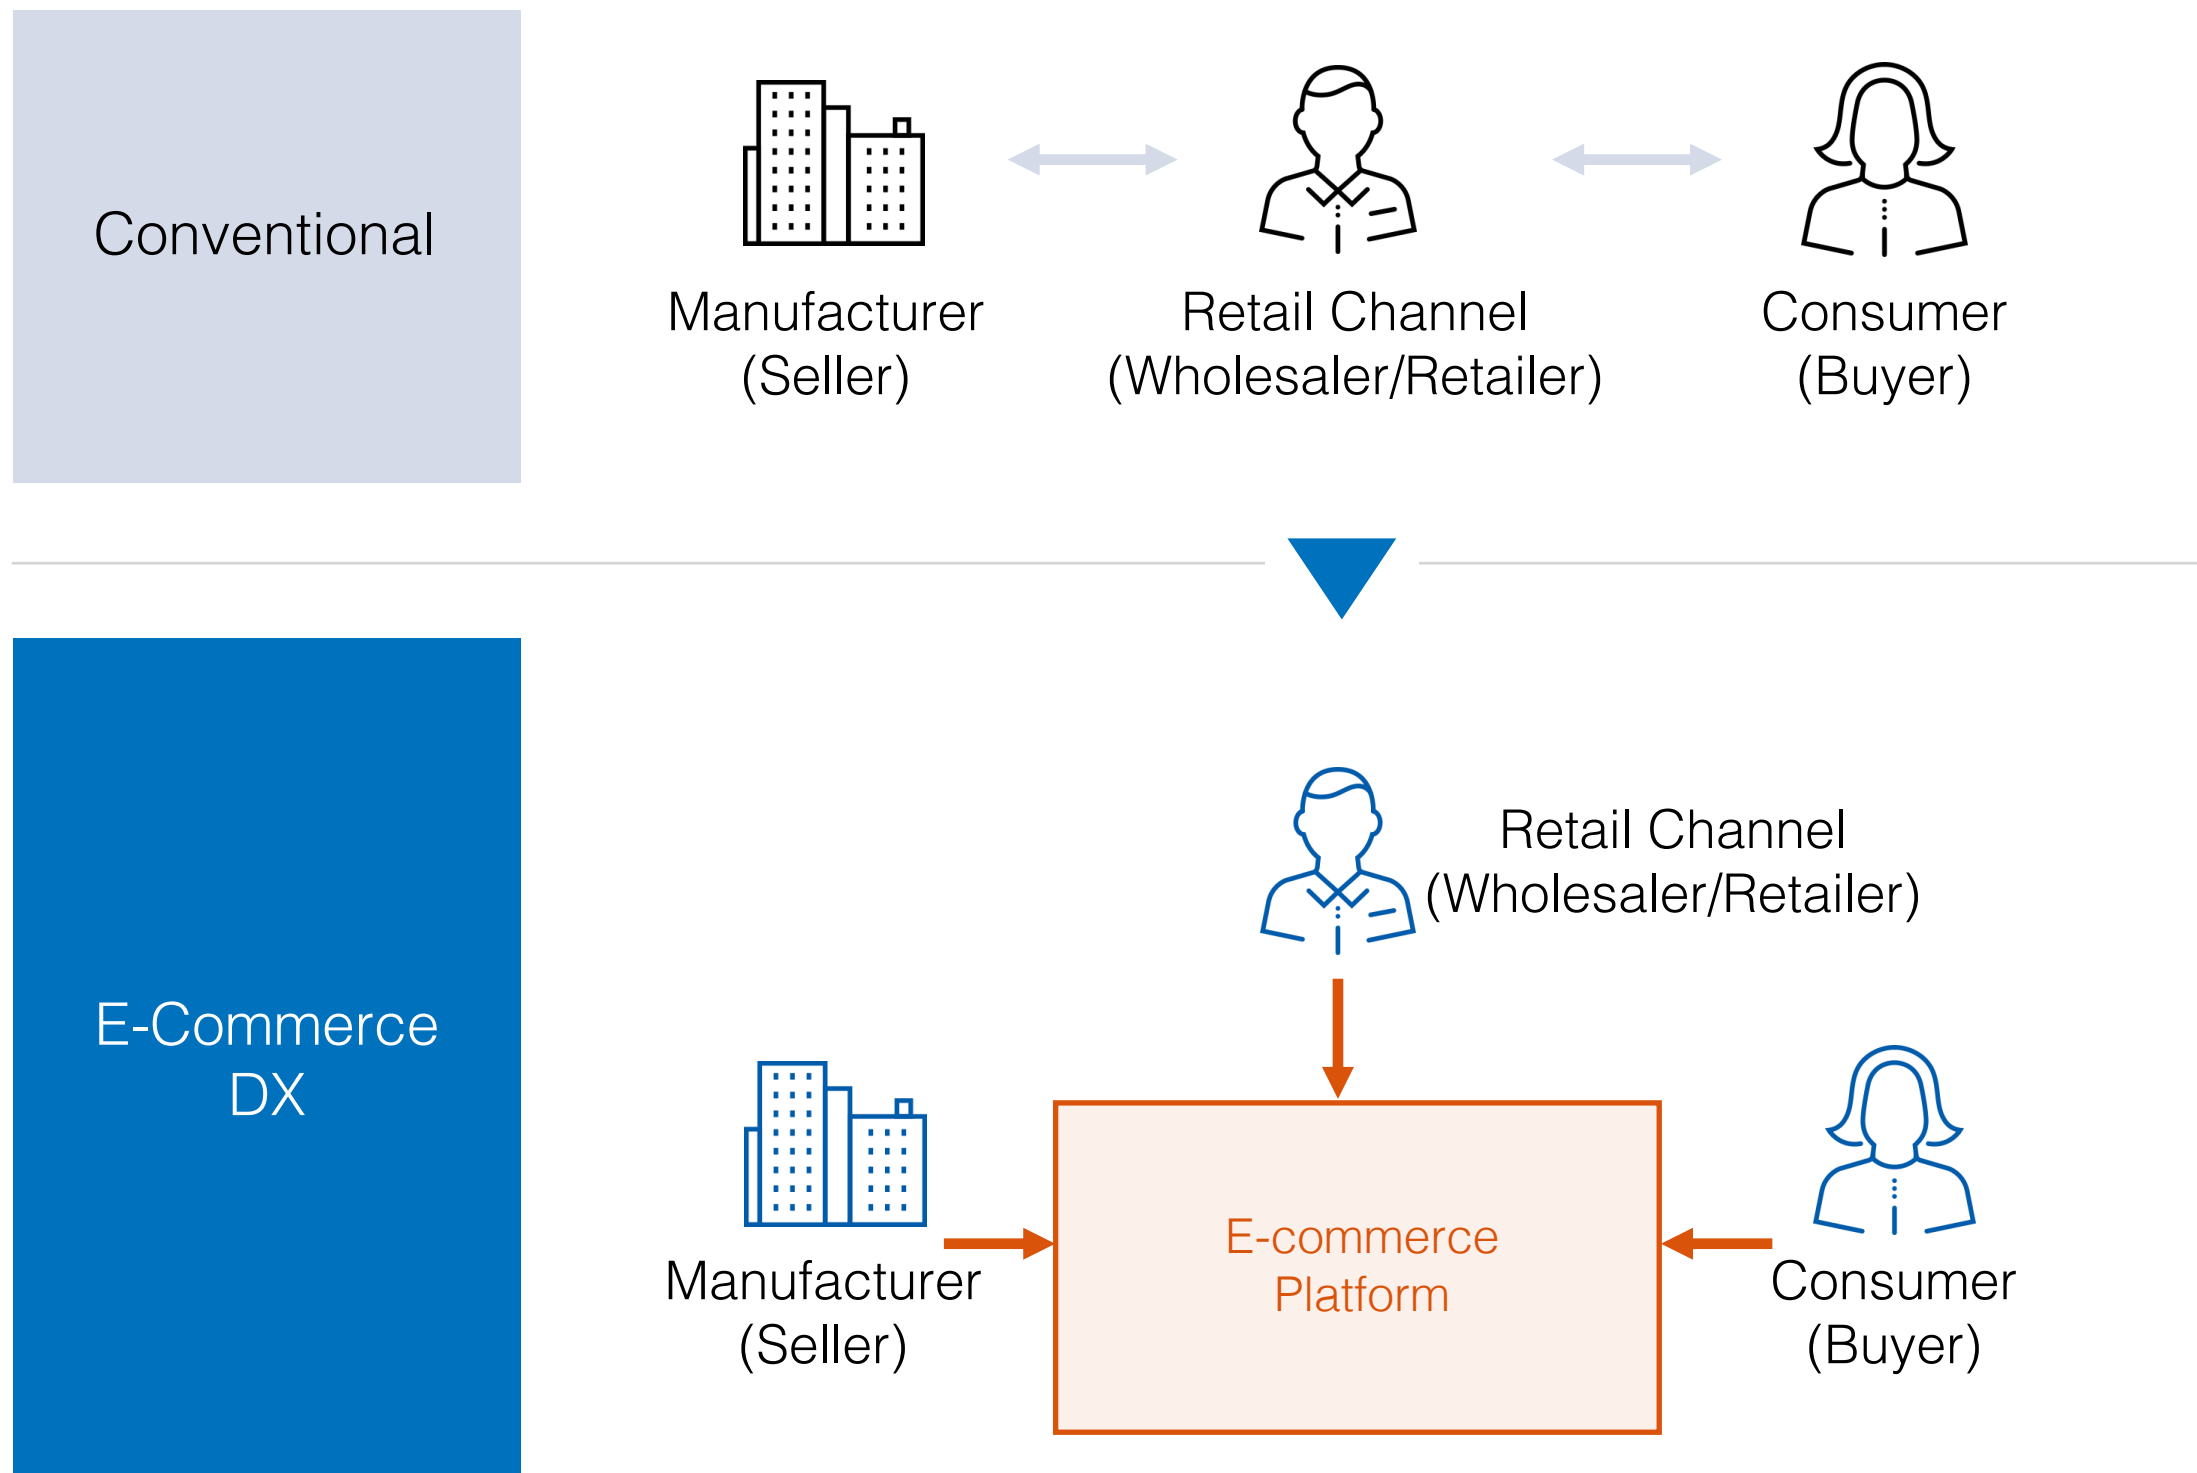 Conventional
Manufacturer
(Seller)
Retail Channel
(Wholesaler/Retailer)
Consumer
(Buyer)
E-Commerce
DX
Retail Channel
(Wholesaler/Retailer)
Manufacturer
(Seller)
E-commerce
Platform
Consumer
(Buyer)